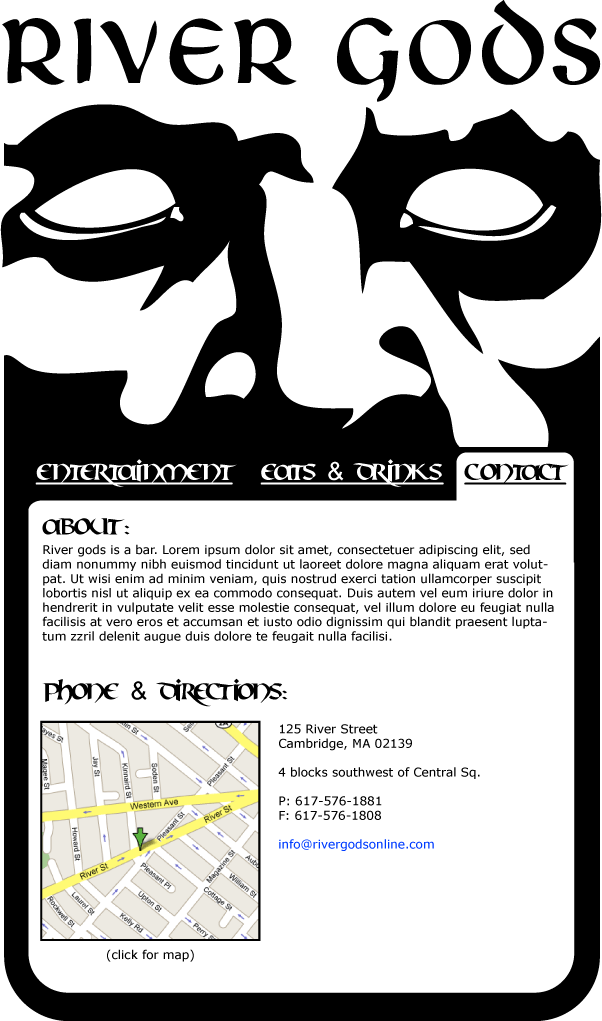 RIVER GODS
ENTERTAINMENT EATS & DRINKS CONTACT
ABOUT:
River gods is a bar. Lorem ipsum dolor sit amet, consectetuer adipiscing elit, sed
diam nonummy nibh euismod tincidunt ut laoreet dolore magna aliquam erat volut-
pat. Ut wisi enim ad minim veniam, quis nostrud exerci tation ullamcorper suscipit
lobortis nisl ut aliquip ex ea commodo consequat. Duis autem vel eum iriure dolor in
hendrerit in vulputate velit esse molestie consequat, vel illum dolore eu feugiat nulla
facilisis at vero eros et accumsan et iusto odio dignissim qui blandit praesent lupta-
tum zzril delenit augue duis dolore te feugait nulla facilisi.
PHONE & DIRECTIONS:
Magee St
Jay St
Kinnaird St
Soden St
Pleasant St
Western Ave
River St
Howard St
Pleasant St
River St
Pleasant Pl
Magazine St
William St
Cottage St
Upton St
Laurel St
Rockwell St
Kelly Rd
Perry St
(click for map)
125 River Street
Cambridge, MA 02139
4 blocks southwest of Central Sq.
P: 617-576-1881
F: 617-576-1808
info@rivergodsonline.com